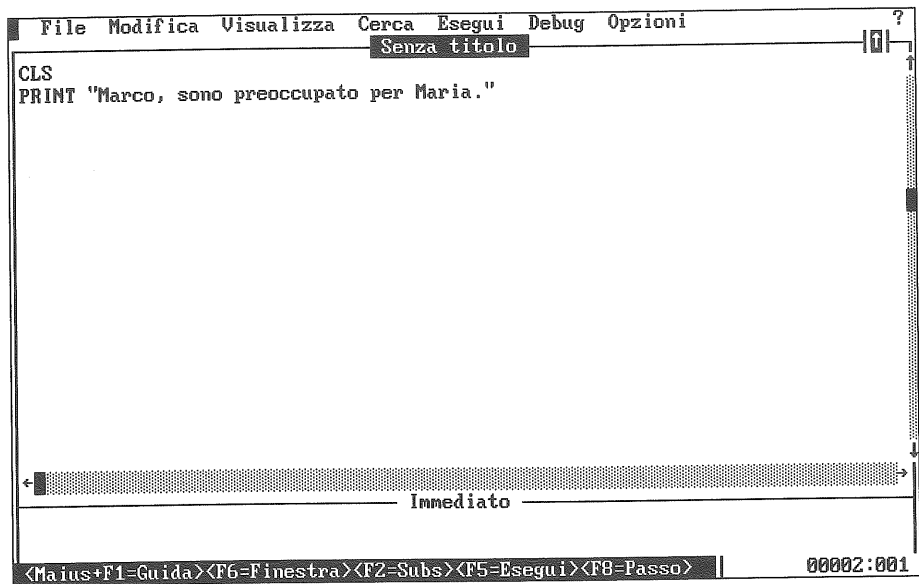 File Modifica Visualizza Cerca Esegui Debug Opzioni ?
Senza titolo
CLS
PRINT "Marco, sono preoccupato per Maria."
Immediato
<Maius+F1=Guida><F6=Finestra><F2=Subs><F5=Esegui><F8=Passo> 00002:001